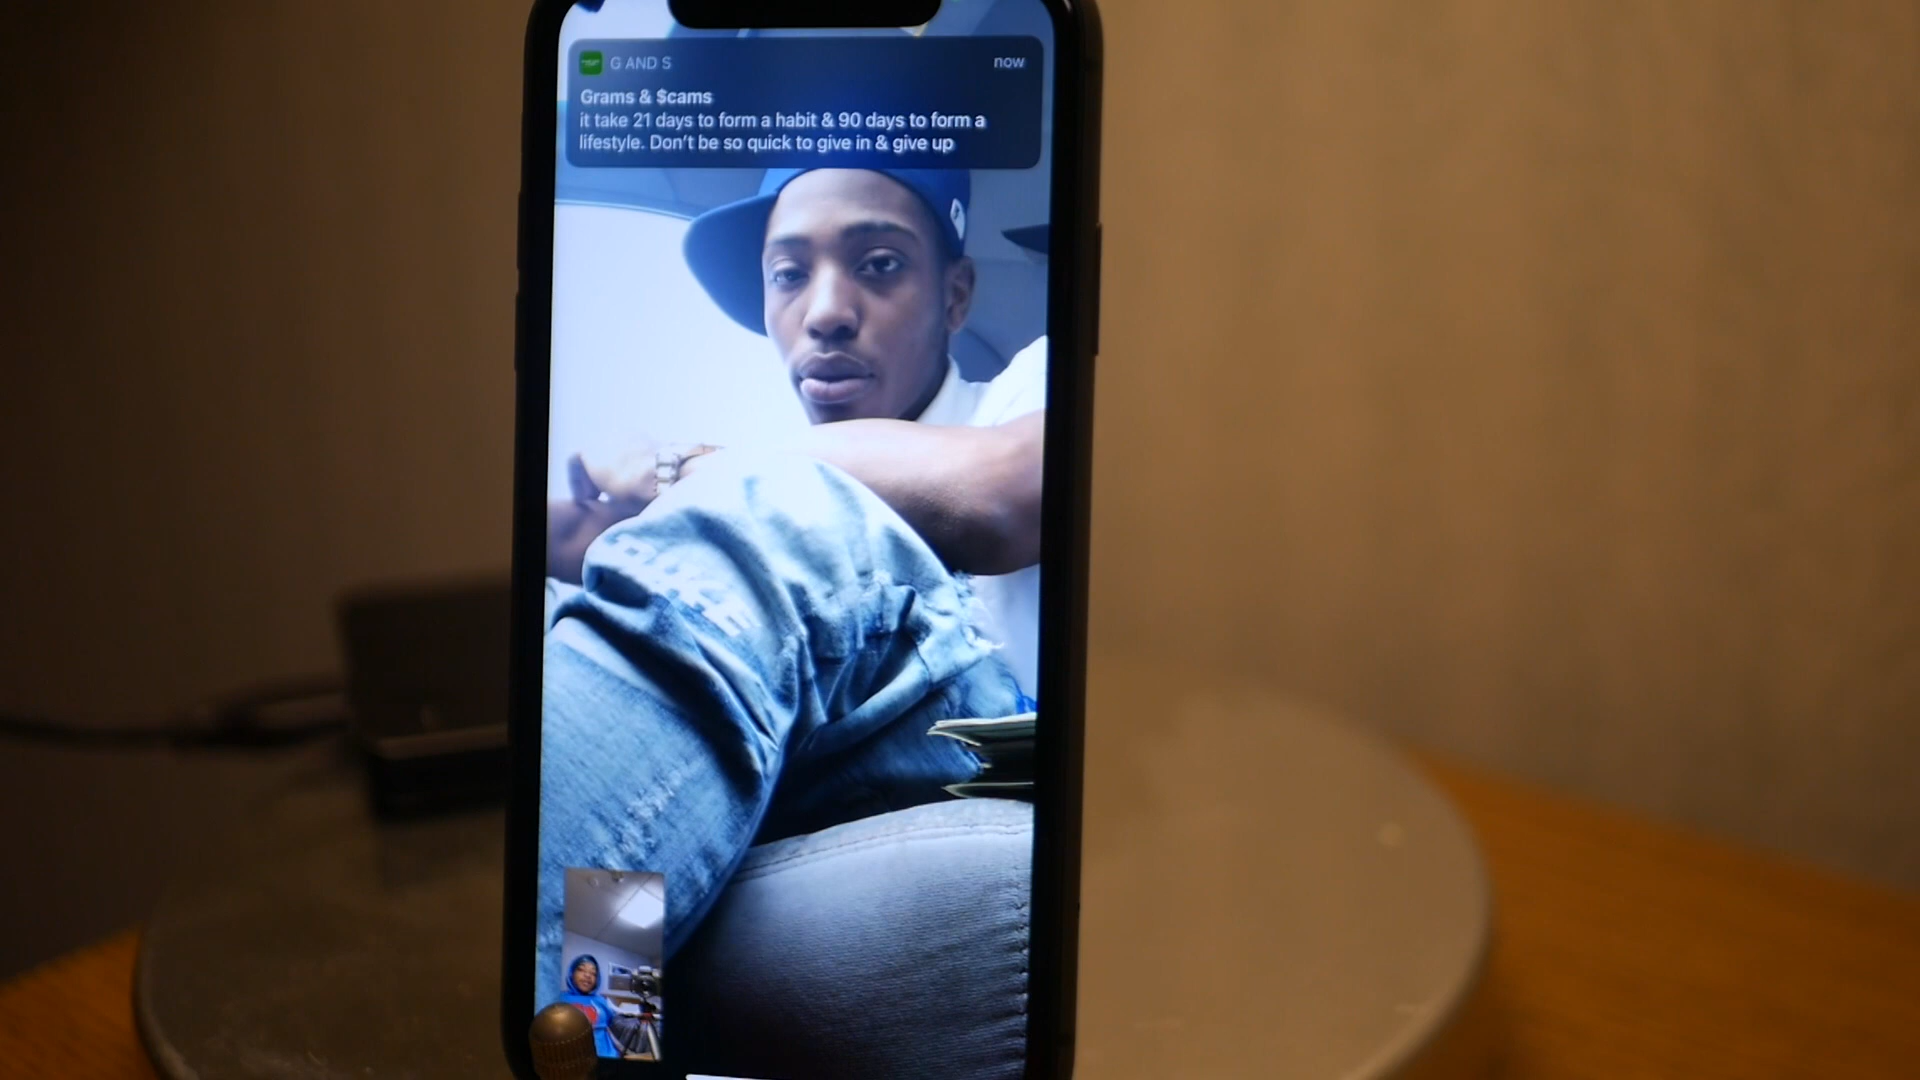 G AND S now
Grams & $cams
it take 21 days to form a habit & 90 days to form a
lifestyle. Don't be so quick to give in & give up